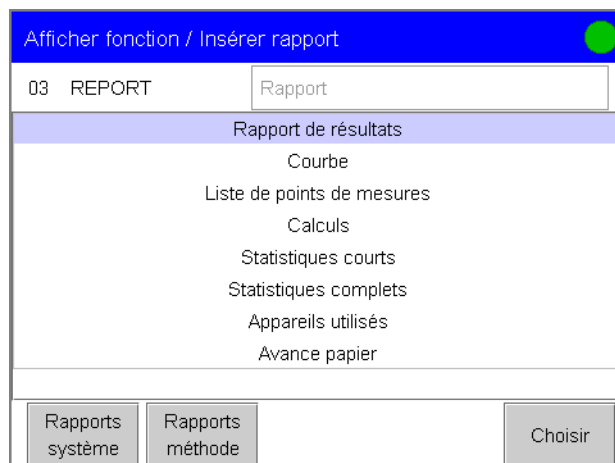 Afficher fonction / Insérer rapport
03 REPORT Rapport
Rapport de résultats
Courbe
Liste de points de mesures
Calculs
Statistiques courts
Statistiques complets
Appareils utilisés
Avance papier
Rapports système
Rapports méthode
Choisir